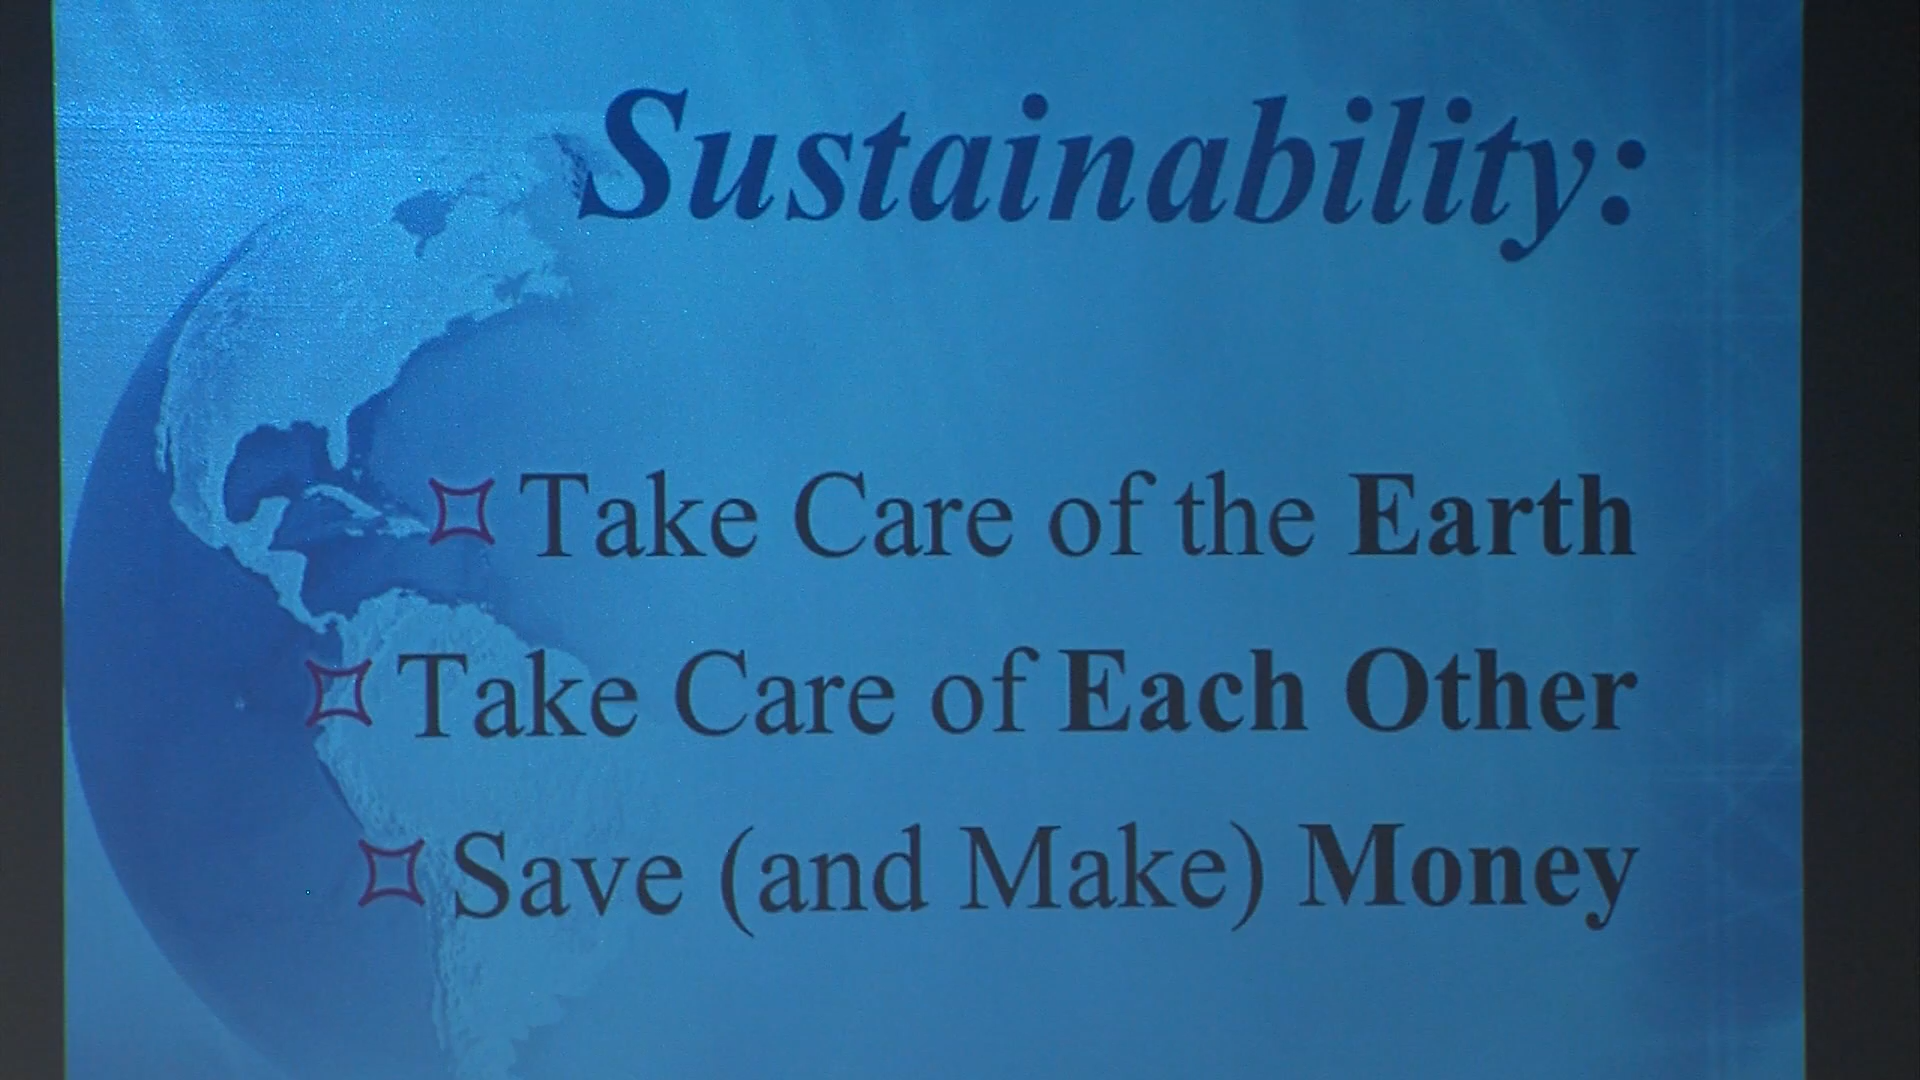 Sustainability:
Take Care of the Earth
Take Care of Each Other
Save (and Make) Money